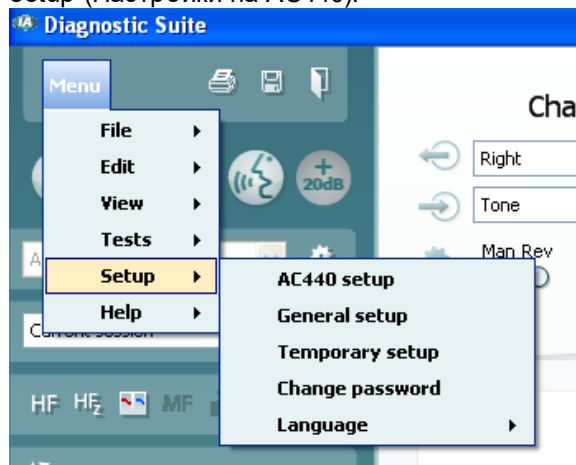 Setup (Настройки на AC440).
Diagnostic Suite
Menu
Cha
File
Edit
View
+
20dB
Right
Tone
Tests
Man Rev
Setup
AC440 setup
Help
General setup
Temporary setup
Change password
HF HFz MF
Language